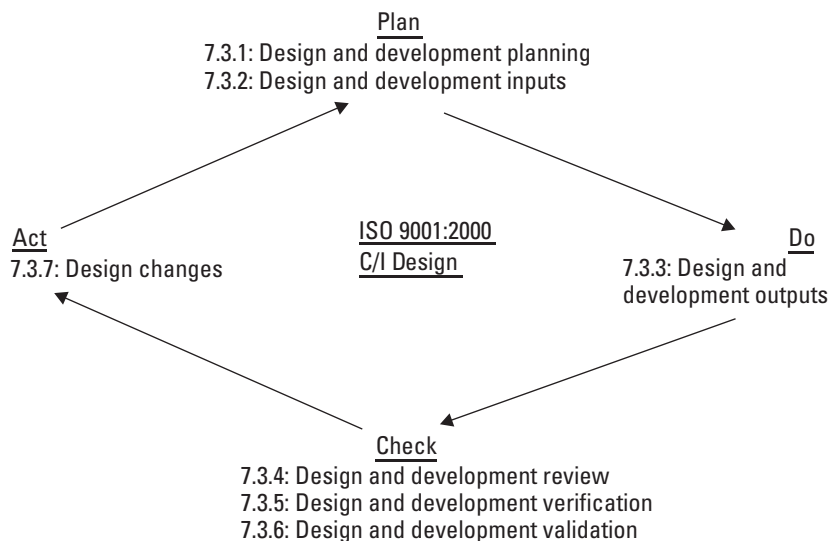 Plan
7.3.1: Design and development planning
7.3.2: Design and development inputs
Act
7.3.7: Design changes
ISO 9001:2000
C/I Design
Do
7.3.3: Design and
development outputs
Check
7.3.4: Design and development review
7.3.5: Design and development verification
7.3.6: Design and development validation